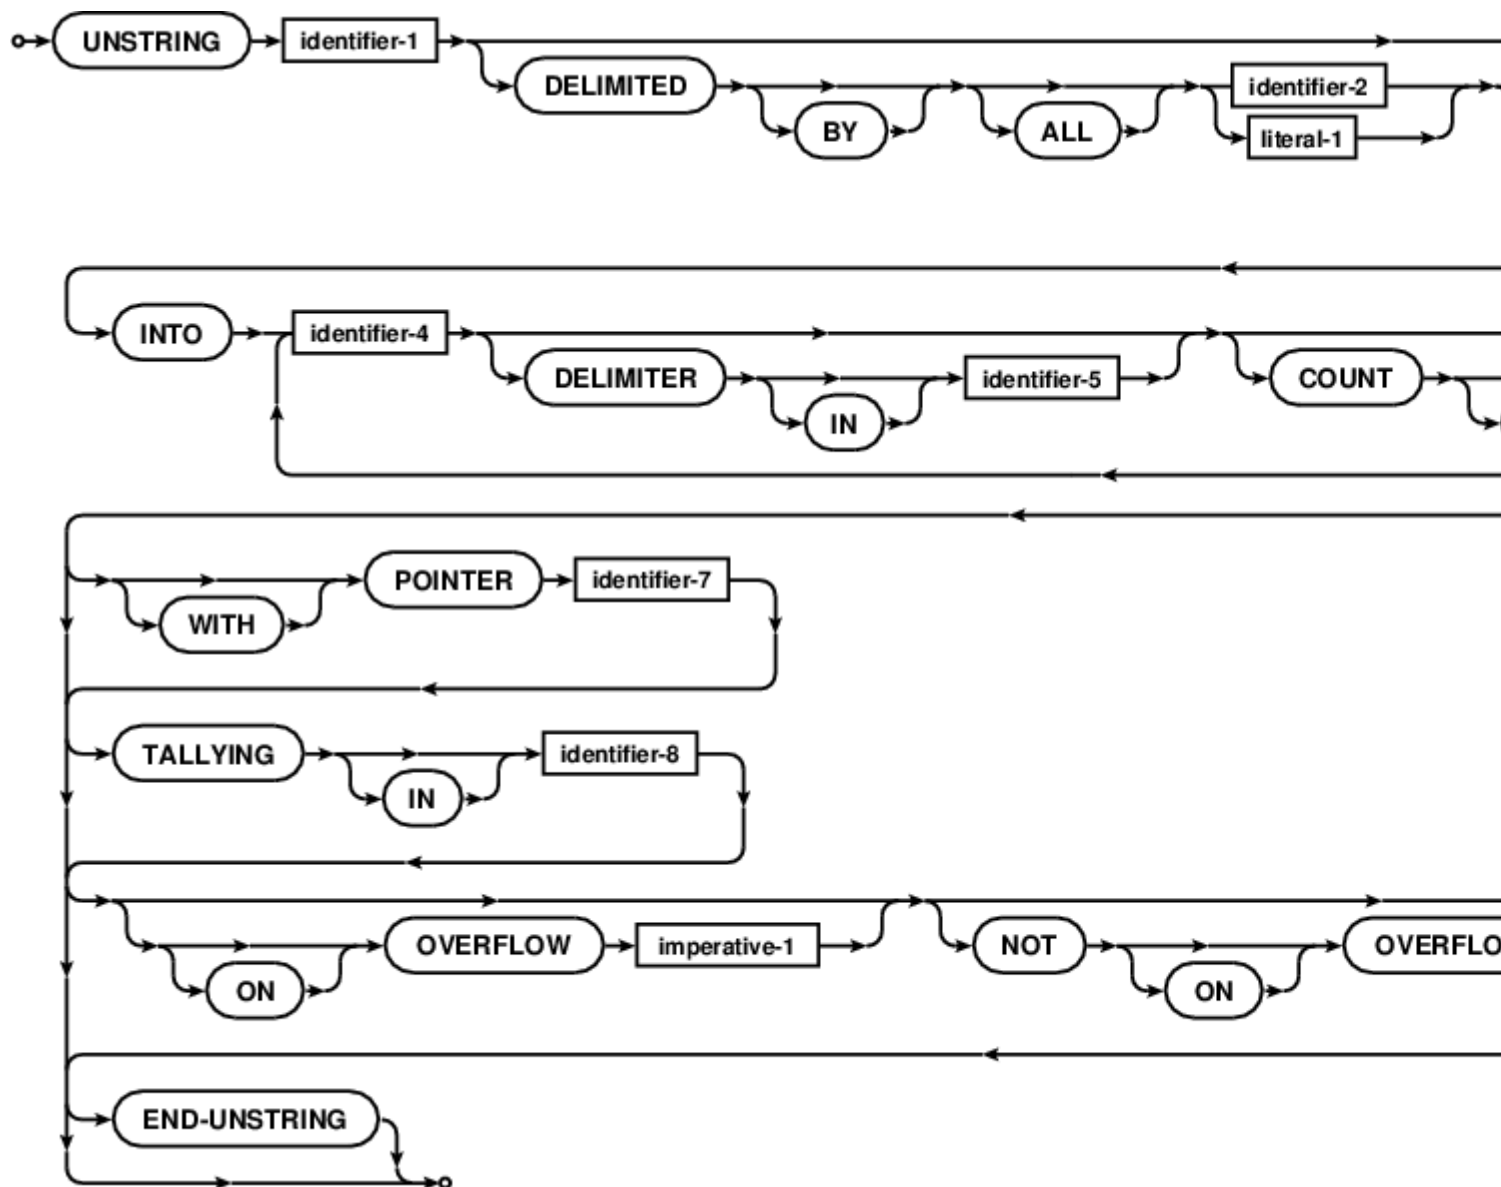 UNSTRING identifier-1
DELIMITED identifier-2
BY ALL literal-1
INTO identifier-4
DELIMITER identifier-5 COUNT
IN
POINTER identifier-7
WITH
TALLYING identifier-8
IN
OVERFLOW imperative-1 NOT OVERFLO
ON ON
END-UNSTRING